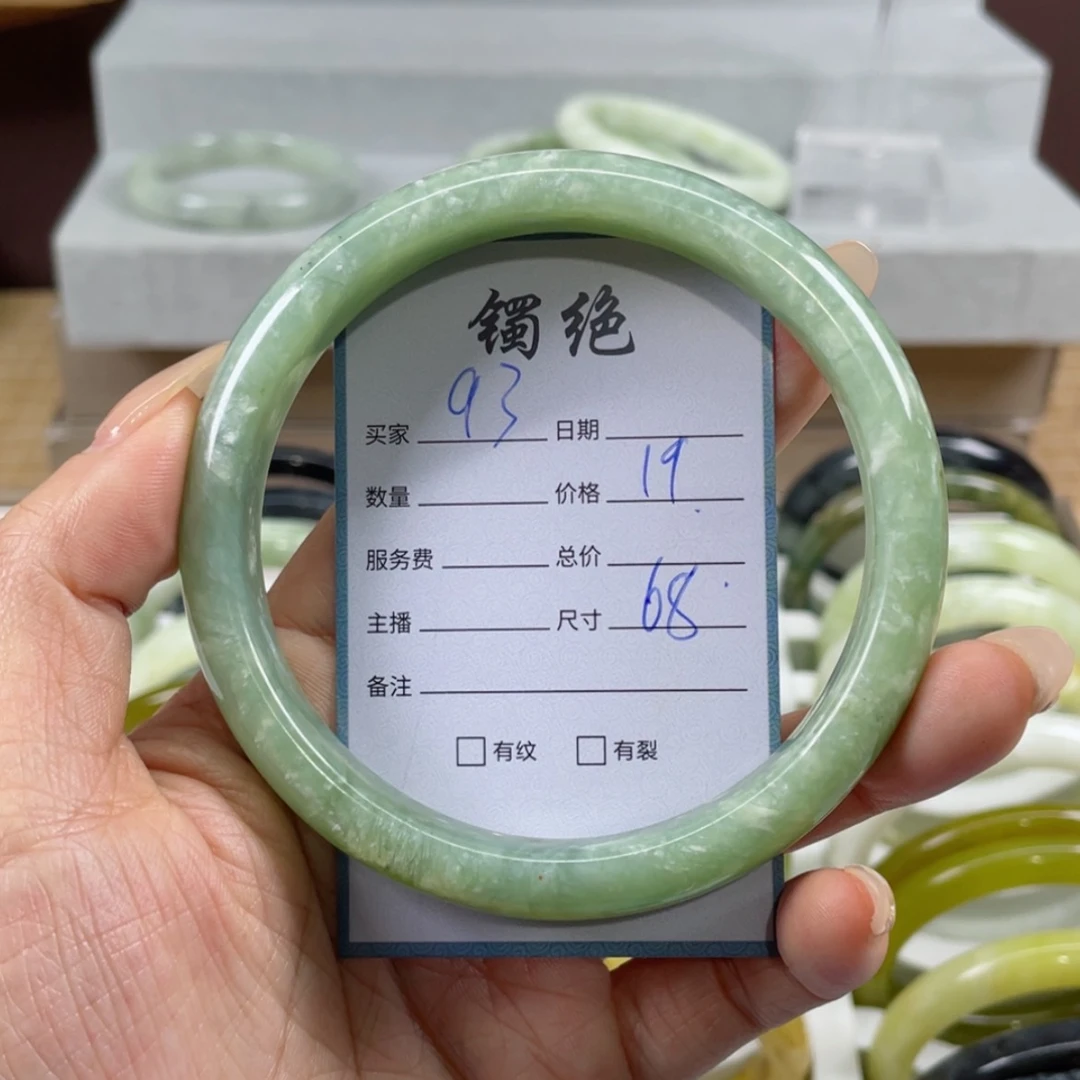 镯绝
买家 93 日期
数量 价格 19
服务费 总价
主播 尺寸 68
备注
□有纹 □有裂